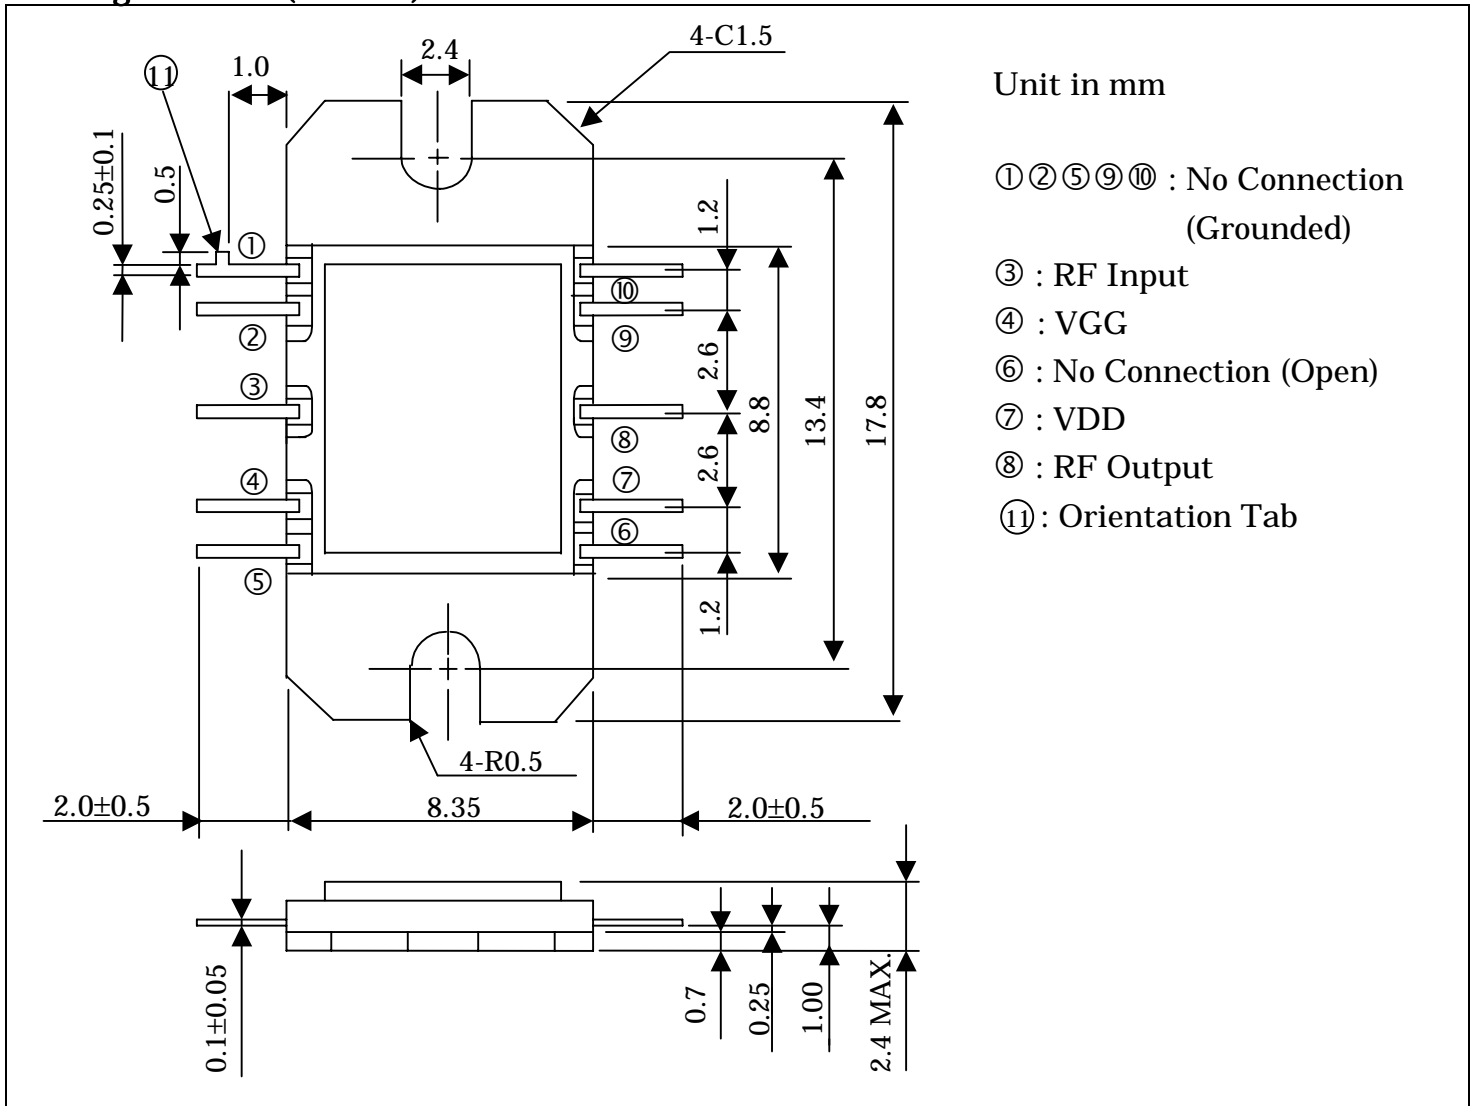 4-C1.5
2.4
1.0
⑪
0.25±0.1
0.5
①
②
③
④
⑤
⑩
⑨
⑧
⑦
⑥
1.2
2.6
2.6
1.2
8.8
13.4
17.8
4-R0.5
2.0±0.5
8.35
2.0±0.5
0.1±0.05
0.7
0.25
1.00
2.4 MAX.
Unit in mm
①②⑤⑨⑩ : No Connection
(Grounded)
③ : RF Input
④ : VGG
⑥ : No Connection (Open)
⑦ : VDD
⑧ : RF Output
⑪ : Orientation Tab